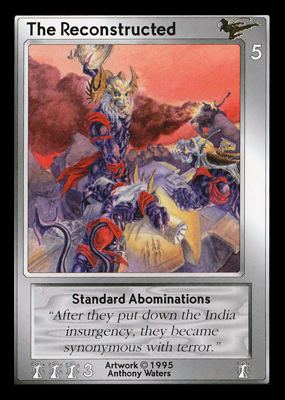 The Reconstructed
5
Standard Abominations
"After they put down the India
insurgency, they became
synonymous with terror."
3
Artwork © 1995
Anthony Waters